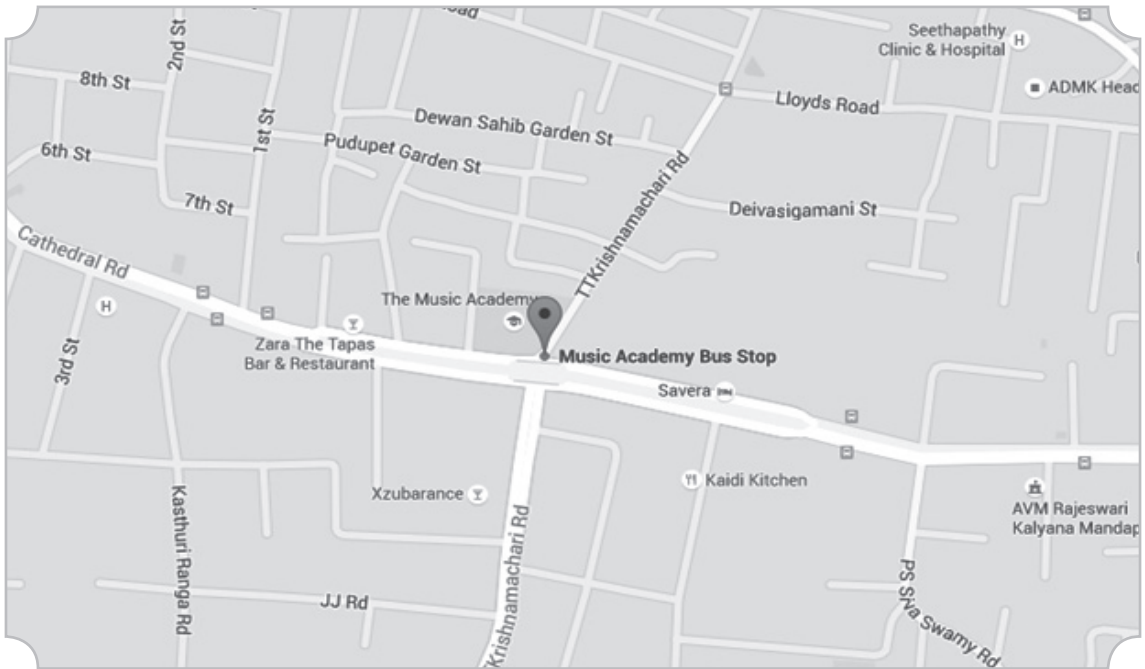 oad
Seethapathy
Clinic & Hospital
H
ADMK Head
2nd St
8th St
1st St
Lloyds Road
Dewan Sahib Garden St
Pudupet Garden St
6th St
7th St
TTKrishnamachari Rd
Deivasigamani St
Cathedral Rd
H
The Music Academy
3rd St
Zara The Tapas
Bar & Restaurant
Music Academy Bus Stop
Savera
Kaidi Kitchen
Xzubarance
AVM Rajeswari
Kalyana Mandap
Kasthuri Ranga Rd
TTKrishnamachari Rd
JJ Rd
PS Siva Swamy Rd